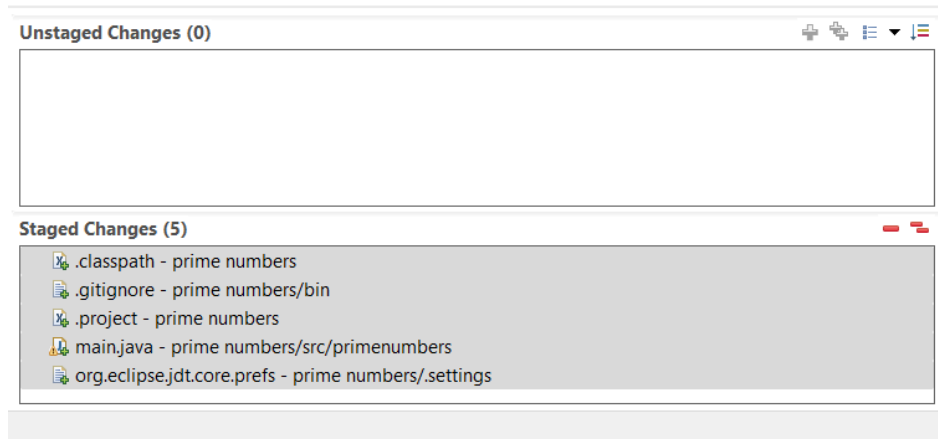 Unstaged Changes (0)
Staged Changes (5)
.classpath - prime numbers
.gitignore - prime numbers/bin
.project - prime numbers
main.java - prime numbers/src/primenumbers
org.eclipse.jdt.core.prefs - prime numbers/.settings